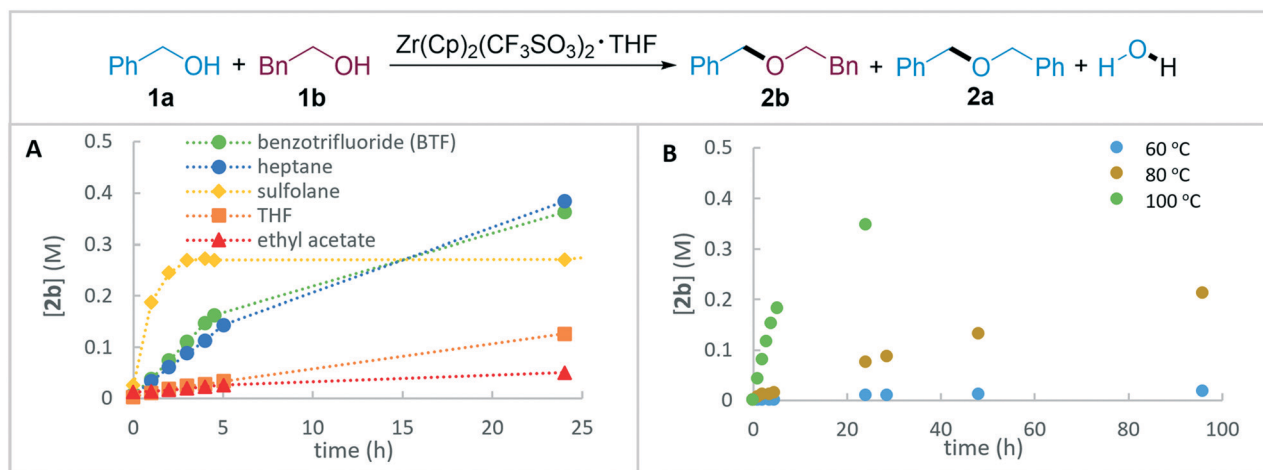 Zr(Cp)2(CF3SO3)2·THF
Ph OH + Bn OH Ph O Bn + Ph O Ph + H O H
1a 1b 2b 2a
A
benzotrifluoride (BTF)
heptane
sulfolane
THF
ethyl acetate
[2b] (M)
0.5
0.4
0.3
0.2
0.1
0
0 5 10 15 20 25
time (h)
B
60 °C
80 °C
100 °C
[2b] (M)
0.5
0.4
0.3
0.2
0.1
0
0 20 40 60 80 100
time (h)